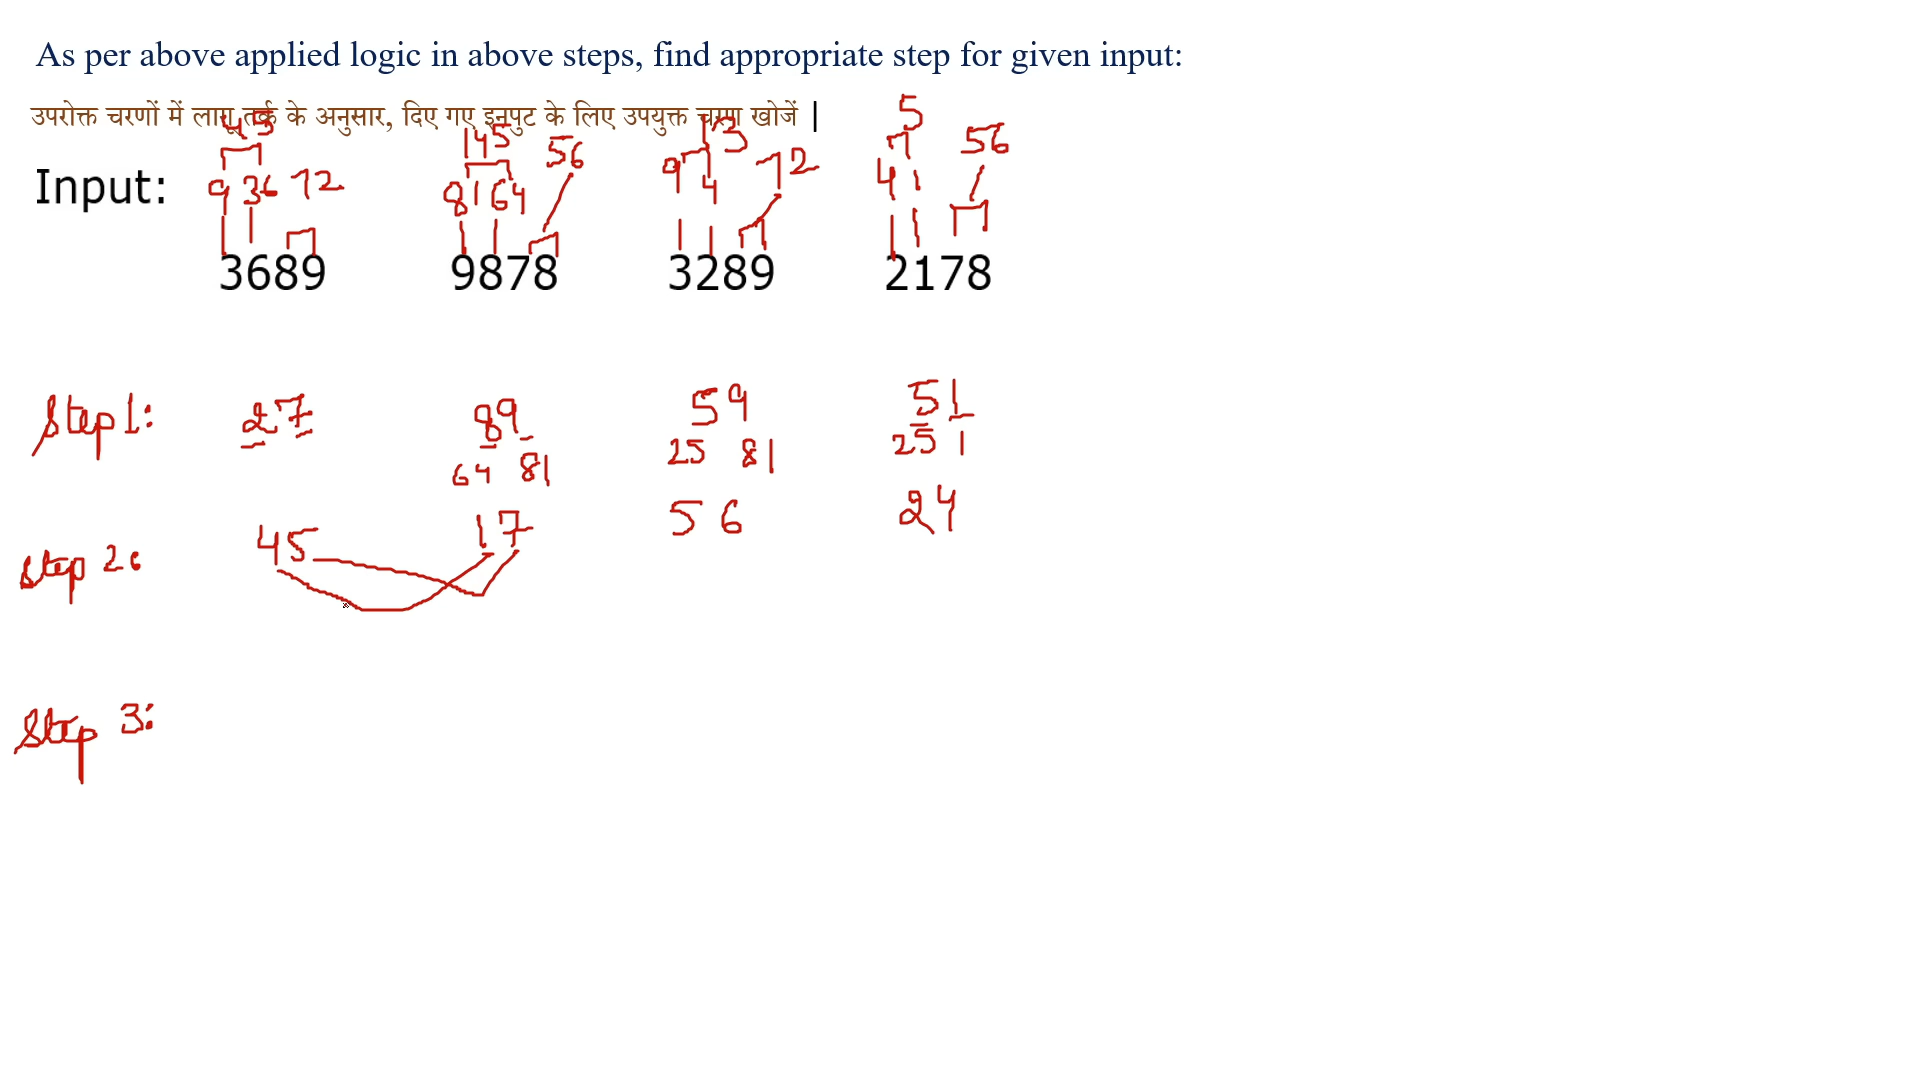 As per above applied logic in above steps, find appropriate step for given input:
उपरोक्त चरणों में लागू तर्क के अनुसार, दिए गए इनपुट के लिए उपयुक्त चरण खोजें |
45 145 56 13 5 56
Input: 9 36 72 81 64 9 4 72 4 1
3689 9878 3289 2178
Step 1: 27 89 59 51
64 81 25 81 25 1
Step 2: 45 17 56 24
Step 3: